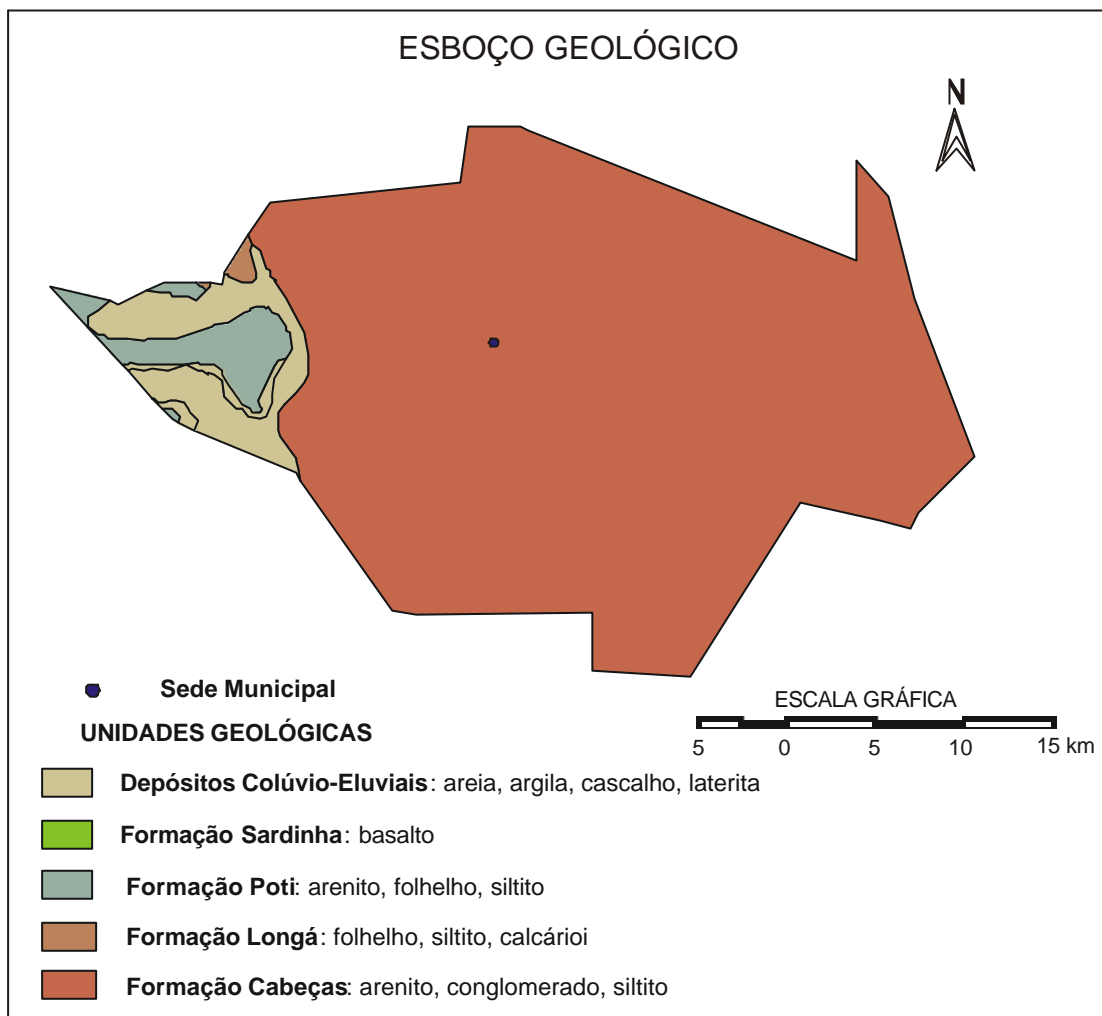 ESBOÇO GEOLÓGICO
N
Sede Municipal
UNIDADES GEOLÓGICAS
ESCALA GRÁFICA
5 0 5 10 15 km
Depósitos Colúvio-Eluviais: areia, argila, cascalho, laterita
Formação Sardinha: basalto
Formação Poti: arenito, folhelho, siltito
Formação Longá: folhelho, siltito, calcárioi
Formação Cabeças: arenito, conglomerado, siltito